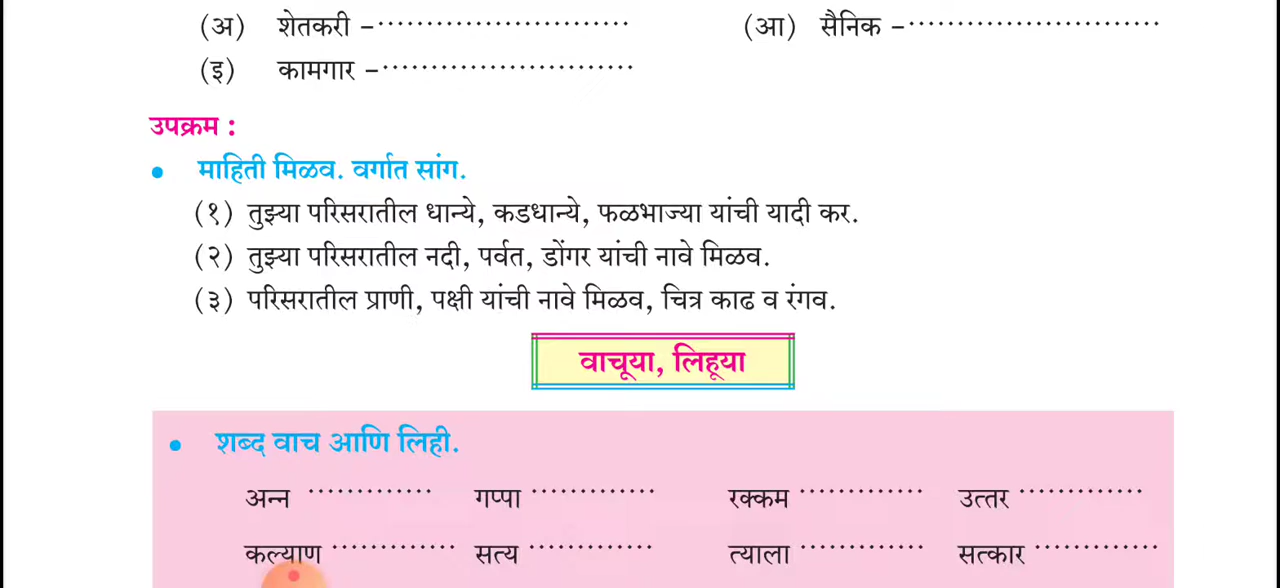 (अ) शेतकरी –························· (आ) सैनिक –·························
(इ) कामगार –·························
उपक्रम :
• माहिती मिळव. वर्गात सांग.
(१) तुझ्या परिसरातील धान्ये, कडधान्ये, फळभाज्या यांची यादी कर.
(२) तुझ्या परिसरातील नदी, पर्वत, डोंगर यांची नावे मिळव.
(३) परिसरातील प्राणी, पक्षी यांची नावे मिळव, चित्र काढ व रंगव.
वाचूया, लिहूया
• शब्द वाच आणि लिही.
अन्न ············· गप्पा ············· रक्कम ············· उत्तर ·············
कल्याण ············· सत्य ············· त्याला ············· सत्कार ·············